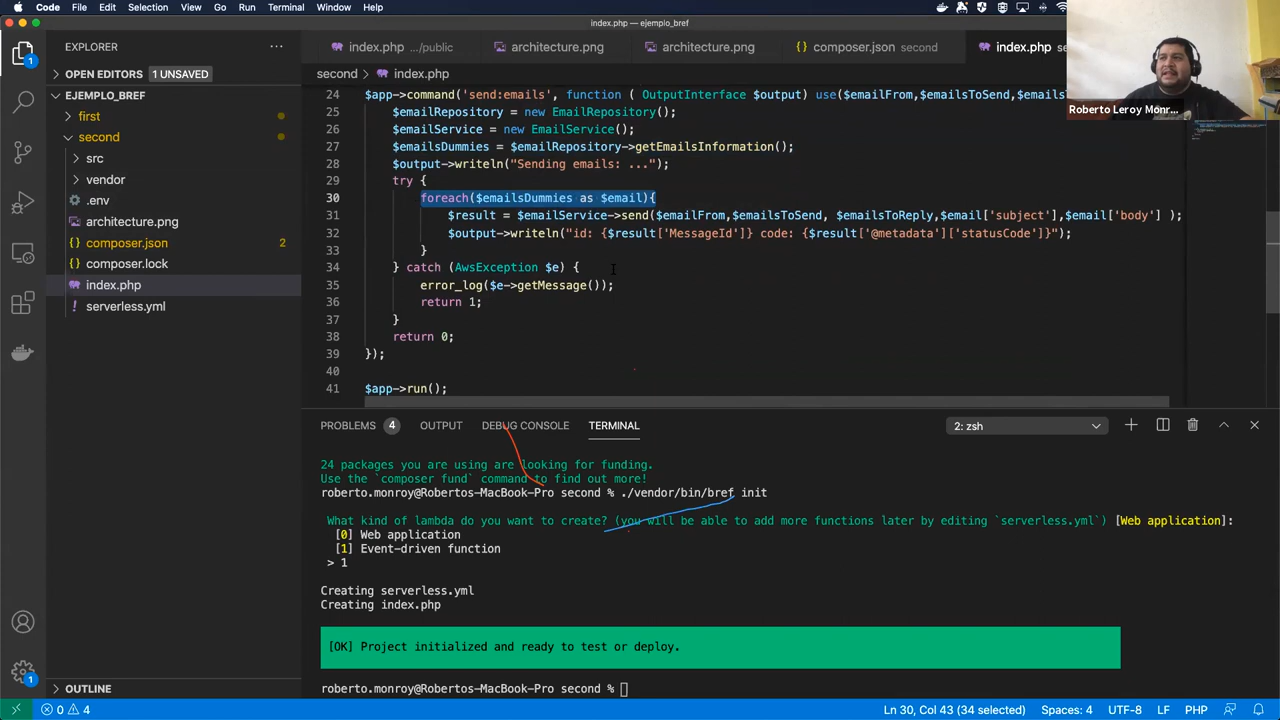 Code File Edit Selection View Go Run Terminal Window Help
index.php — ejemplo_bref
EXPLORER
index.php .../public
architecture.png
architecture.png
composer.json second
index.php
OPEN EDITORS 1 UNSAVED
second > index.php
EJEMPLO_BREF
first
second
src
vendor
.env
architecture.png
composer.json 2
composer.lock
index.php
serverless.yml
Roberto Leroy Monr...
24 $app->command('send:emails', function ( OutputInterface $output) use($emailFrom,$emailsToSend,$emails
25 $emailRepository = new EmailRepository();
26 $emailService = new EmailService();
27 $emailsDummies = $emailRepository->getEmailsInformation();
28 $output->writeln("Sending emails: ...");
29 try {
30 foreach($emailsDummies as $email){
31 $result = $emailService->send($emailFrom,$emailsToSend, $emailsToReply,$email['subject'],$email['body'] );
32 $output->writeln("id: {$result['MessageId']} code: {$result['@metadata']['statusCode']}");
33 }
34 } catch (AwsException $e) {
35 error_log($e->getMessage());
36 return 1;
37 }
38 return 0;
39 });
40
41 $app->run();
PROBLEMS 4 OUTPUT DEBUG CONSOLE TERMINAL 2: zsh
24 packages you are using are looking for funding.
Use the `composer fund` command to find out more!
roberto.monroy@Robertos-MacBook-Pro second % ./vendor/bin/bref init
What kind of lambda do you want to create? (you will be able to add more functions later by editing `serverless.yml`) [Web application]:
[0] Web application
[1] Event-driven function
> 1
Creating serverless.yml
Creating index.php
[OK] Project initialized and ready to test or deploy.
roberto.monroy@Robertos-MacBook-Pro second %
1
1
OUTLINE
0 4 Ln 30, Col 43 (34 selected) Spaces: 4 UTF-8 LF PHP